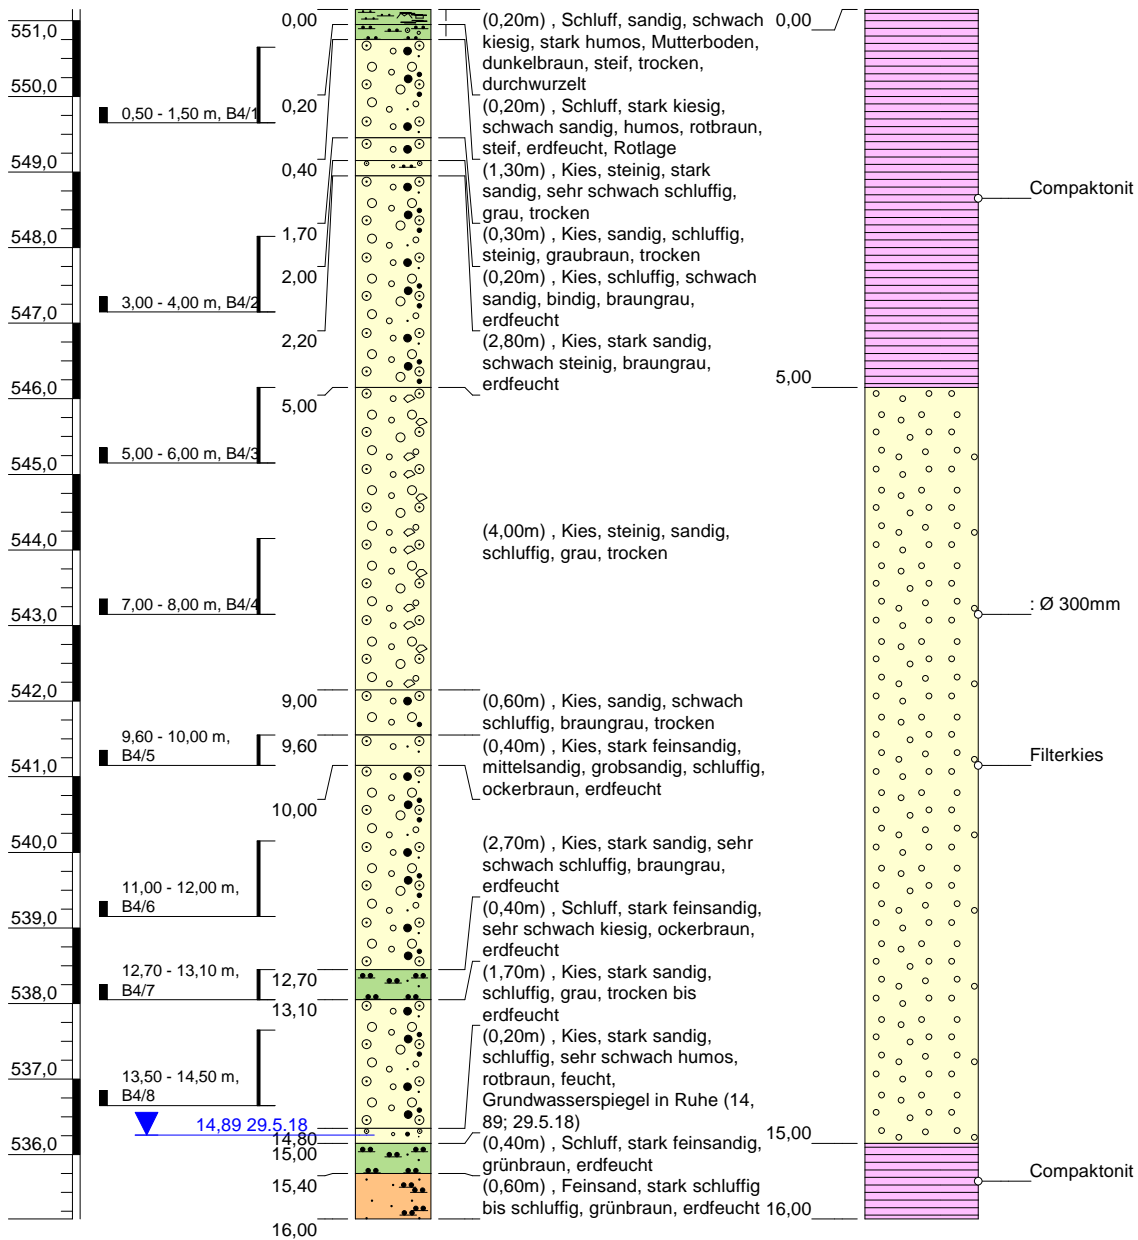 551,0
550,0
549,0
548,0
547,0
546,0
545,0
544,0
543,0
542,0
541,0
540,0
539,0
538,0
537,0
536,0
0,50 - 1,50 m, B4/1
3,00 - 4,00 m, B4/2
5,00 - 6,00 m, B4/3
7,00 - 8,00 m, B4/4
9,60 - 10,00 m,
B4/5
11,00 - 12,00 m,
B4/6
12,70 - 13,10 m,
B4/7
13,50 - 14,50 m,
B4/8
14,89 29.5.18
0,00
0,20
0,40
1,70
2,00
2,20
5,00
9,00
9,60
10,00
12,70
13,10
14,80
15,00
15,40
16,00
(0,20m) , Schluff, sandig, schwach
kiesig, stark humos, Mutterboden,
dunkelbraun, steif, trocken,
durchwurzelt
(0,20m) , Schluff, stark kiesig,
schwach sandig, humos, rotbraun,
steif, erdfeucht, Rotlage
(1,30m) , Kies, steinig, stark
sandig, sehr schwach schluffig,
grau, trocken
(0,30m) , Kies, sandig, schluffig,
steinig, graubraun, trocken
(0,20m) , Kies, schluffig, schwach
sandig, bindig, braungrau,
erdfeucht
(2,80m) , Kies, stark sandig,
schwach steinig, braungrau,
erdfeucht
(4,00m) , Kies, steinig, sandig,
schluffig, grau, trocken
(0,60m) , Kies, sandig, schwach
schluffig, braungrau, trocken
(0,40m) , Kies, stark feinsandig,
mittelsandig, grobsandig, schluffig,
ockerbraun, erdfeucht
(2,70m) , Kies, stark sandig, sehr
schwach schluffig, braungrau,
erdfeucht
(0,40m) , Schluff, stark feinsandig,
sehr schwach kiesig, ockerbraun,
erdfeucht
(1,70m) , Kies, stark sandig,
schluffig, grau, trocken bis
erdfeucht
(0,20m) , Kies, stark sandig,
schluffig, sehr schwach humos,
rotbraun, feucht,
Grundwasserspiegel in Ruhe (14,
89; 29.5.18)
(0,40m) , Schluff, stark feinsandig,
grünbraun, erdfeucht
(0,60m) , Feinsand, stark schluffig
bis schluffig, grünbraun, erdfeucht
0,00
5,00
15,00
16,00
Compaktonit
: Ø 300mm
Filterkies
Compaktonit